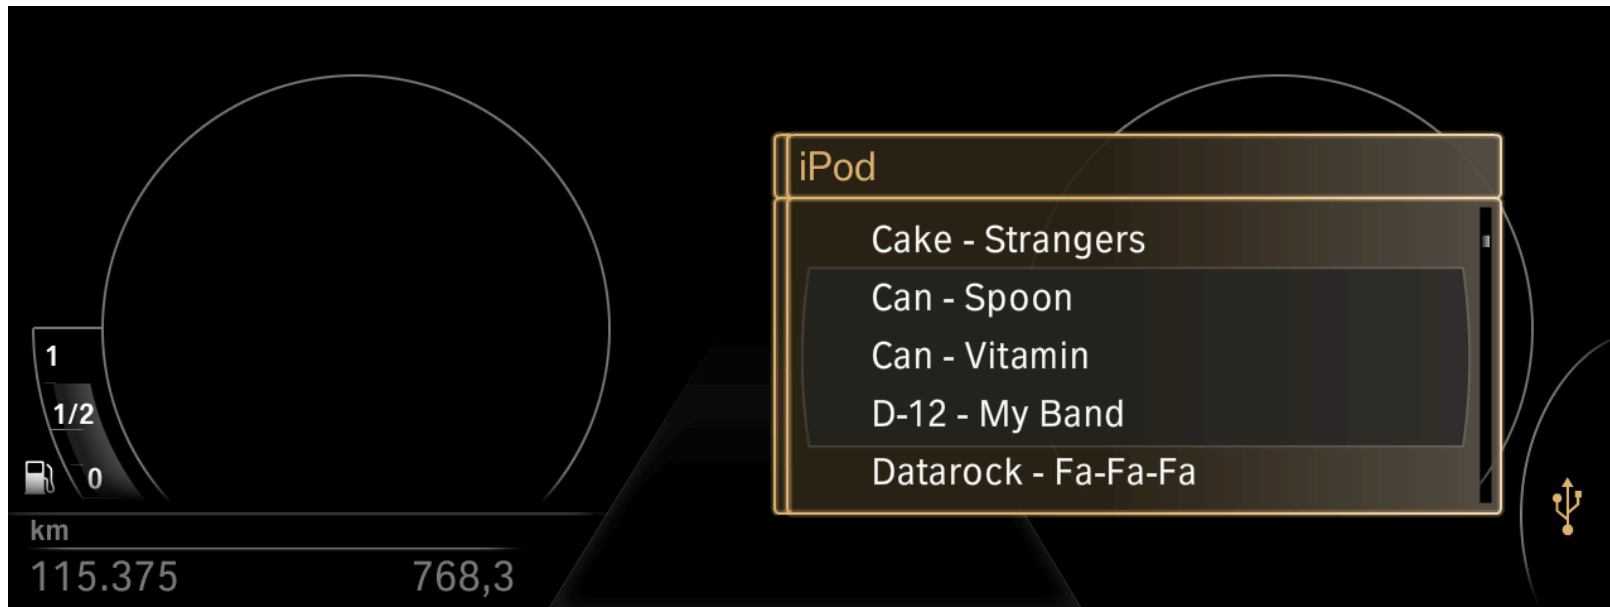 iPod
Cake - Strangers
Can - Spoon
Can - Vitamin
D-12 - My Band
Datarock - Fa-Fa-Fa
1
1/2
0
km
115.375 768,3